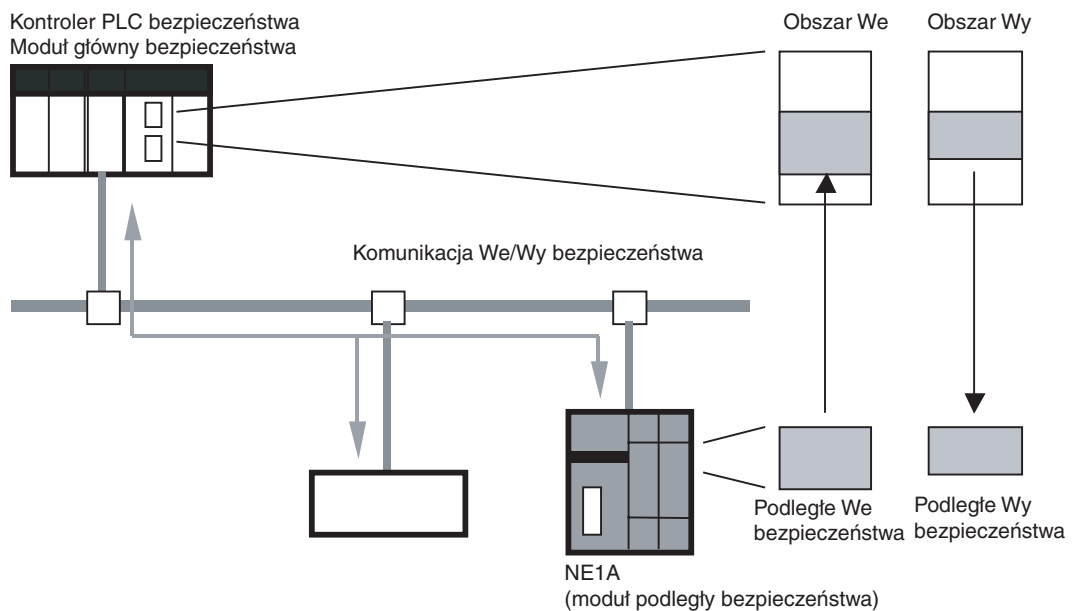 Kontroler PLC bezpieczeństwa
Moduł główny bezpieczeństwa
Obszar We
Obszar Wy
Komunikacja We/Wy bezpieczeństwa
Podległe We
bezpieczeństwa
Podległe Wy
bezpieczeństwa
NE1A
(moduł podległy bezpieczeństwa)